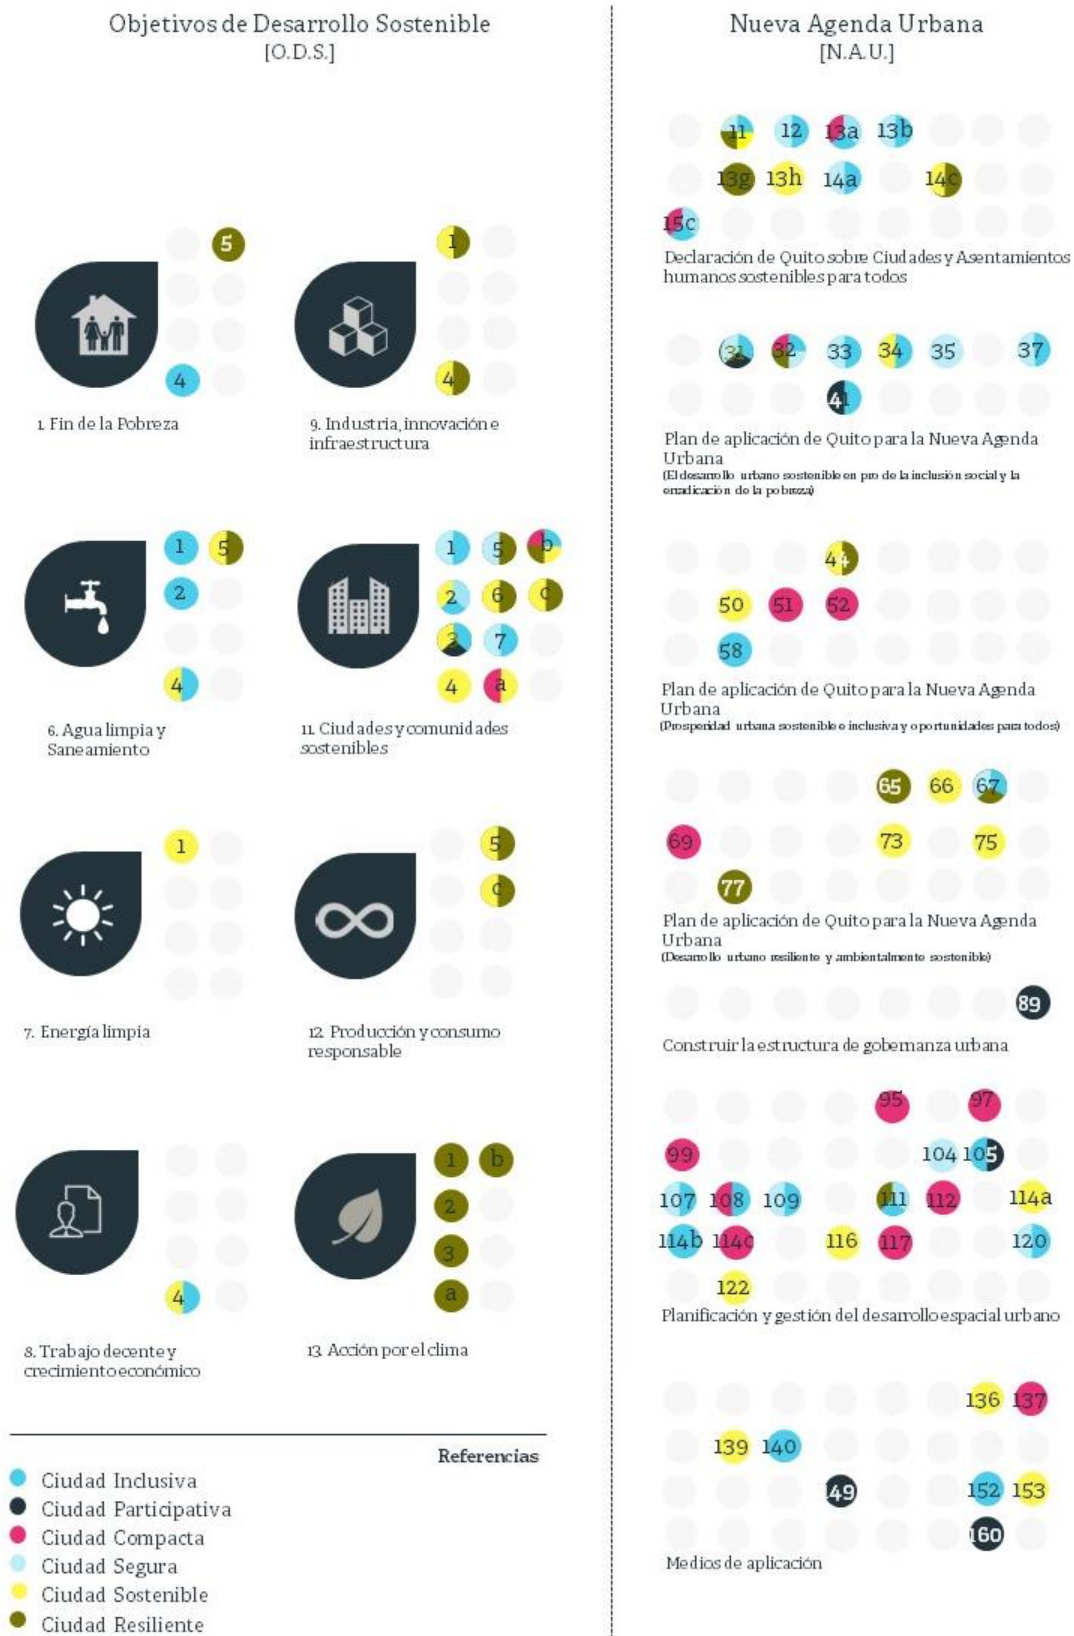 Objetivos de Desarrollo Sostenible
[O.D.S.]
5
4
1. Fin de la Pobreza
1
4
9. Industria, innovación e
infraestructura
1 5
2
4
6. Agua limpia y
Saneamiento
1 5 b
2 6 c
3 7
4 a
11. Ciudades y comunidades
sostenibles
1
7. Energía limpia
5
c
12. Producción y consumo
responsable
4
8. Trabajo decente y
crecimiento económico
1 b
2
3
a
13. Acción por el clima
Referencias
Ciudad Inclusiva
Ciudad Participativa
Ciudad Compacta
Ciudad Segura
Ciudad Sostenible
Ciudad Resiliente
Nueva Agenda Urbana
[N.A.U.]
11 12 13a 13b
13g 13h 14a 14c
15c
Declaración de Quito sobre Ciudades y Asentamientos
humanos sostenibles para todos
31 32 33 34 35 37
41
Plan de aplicación de Quito para la Nueva Agenda
Urbana
(El desarrollo urbano sostenible en pro de la inclusión social y la
erradicación de la pobreza)
44
50 51 52
58
Plan de aplicación de Quito para la Nueva Agenda
Urbana
(Prosperidad urbana sostenible e inclusiva y oportunidades para todos)
65 66 67
69 73 75
77
Plan de aplicación de Quito para la Nueva Agenda
Urbana
(Desarrollo urbano resiliente y ambientalmente sostenible)
89
Construir la estructura de gobernanza urbana
95 97
99 104 105
107 108 109 111 112 114a
114b 114c 116 117 120
122
Planificación y gestión del desarrollo espacial urbano
136 137
139 140
149 152 153
160
Medios de aplicación